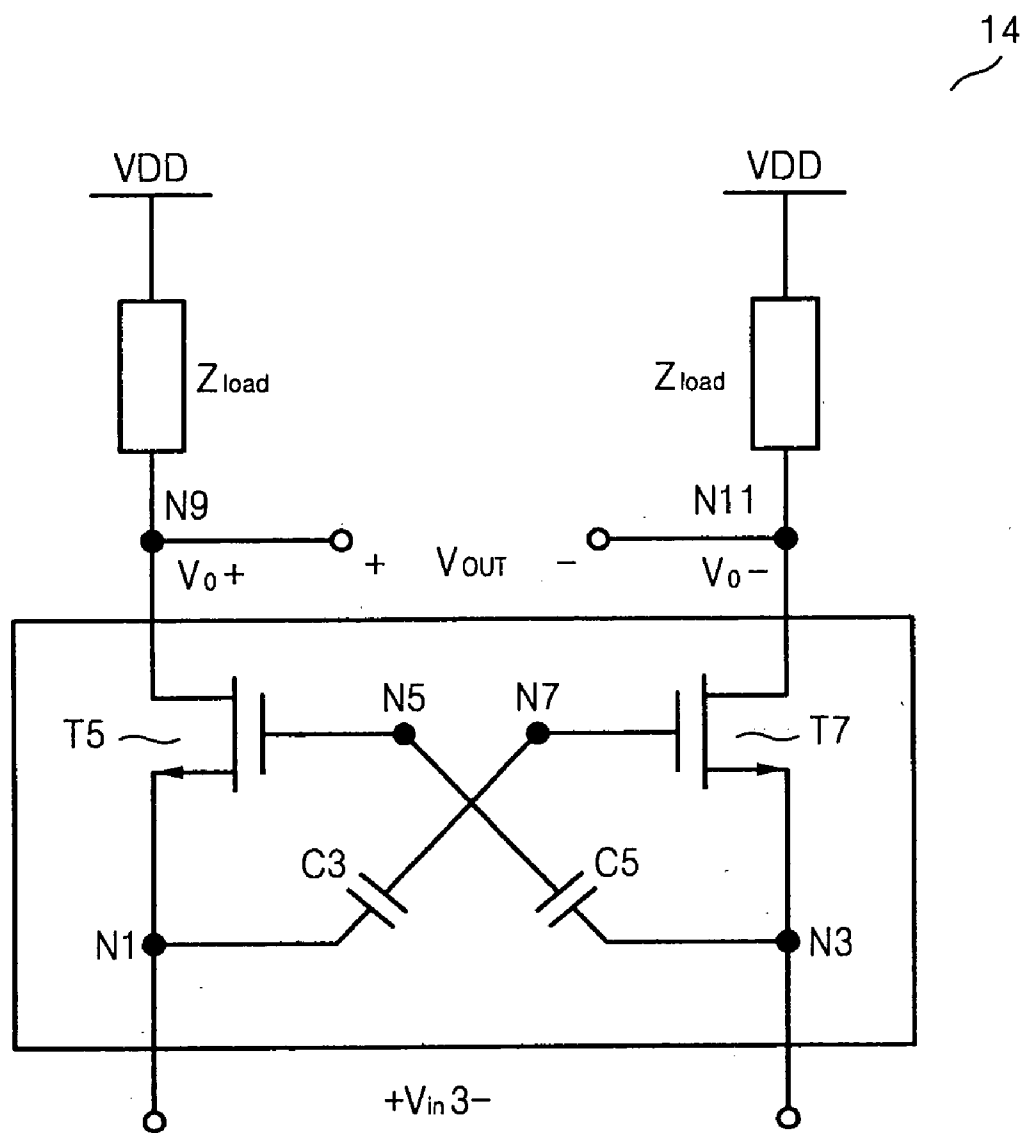 14
VDD
VDD
Zload
Zload
N9
N11
V0+
+ VOUT -
V0-
N5
N7
T5
T7
C3
C5
N1
N3
+Vin3-